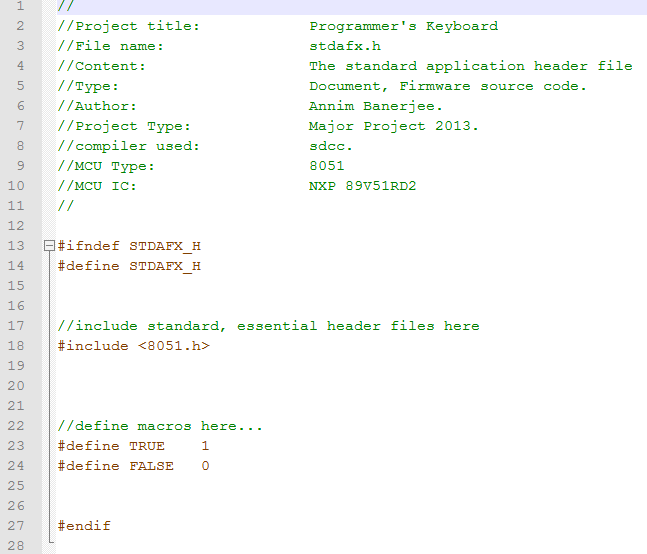 1 //
2 //Project title: Programmer's Keyboard
3 //File name: stdafx.h
4 //Content: The standard application header file
5 //Type: Document, Firmware source code.
6 //Author: Annim Banerjee.
7 //Project Type: Major Project 2013.
8 //compiler used: sdcc.
9 //MCU Type: 8051
10 //MCU IC: NXP 89V51RD2
11 //
12
13 #ifndef STDAFX_H
14 #define STDAFX_H
15
16
17 //include standard, essential header files here
18 #include <8051.h>
19
20
21
22 //define macros here...
23 #define TRUE 1
24 #define FALSE 0
25
26
27 #endif
28